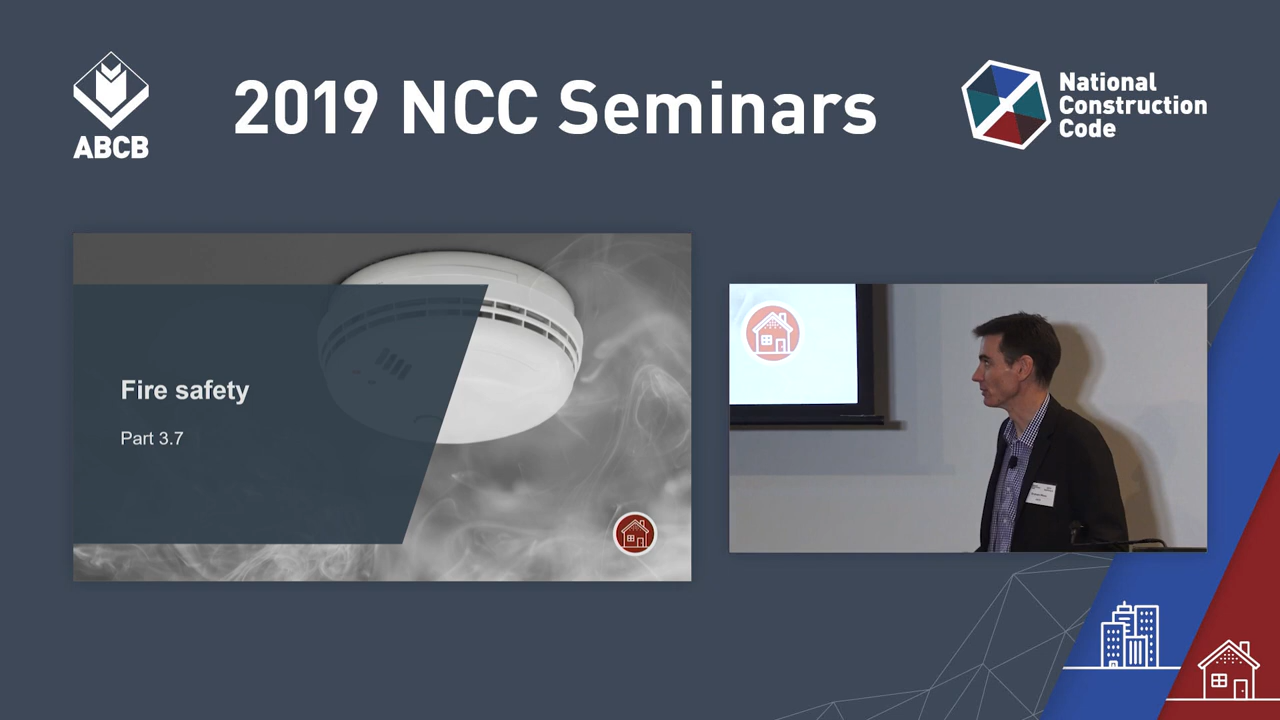 ABCB
2019 NCC Seminars
National
Construction
Code
Fire safety
Part 3.7